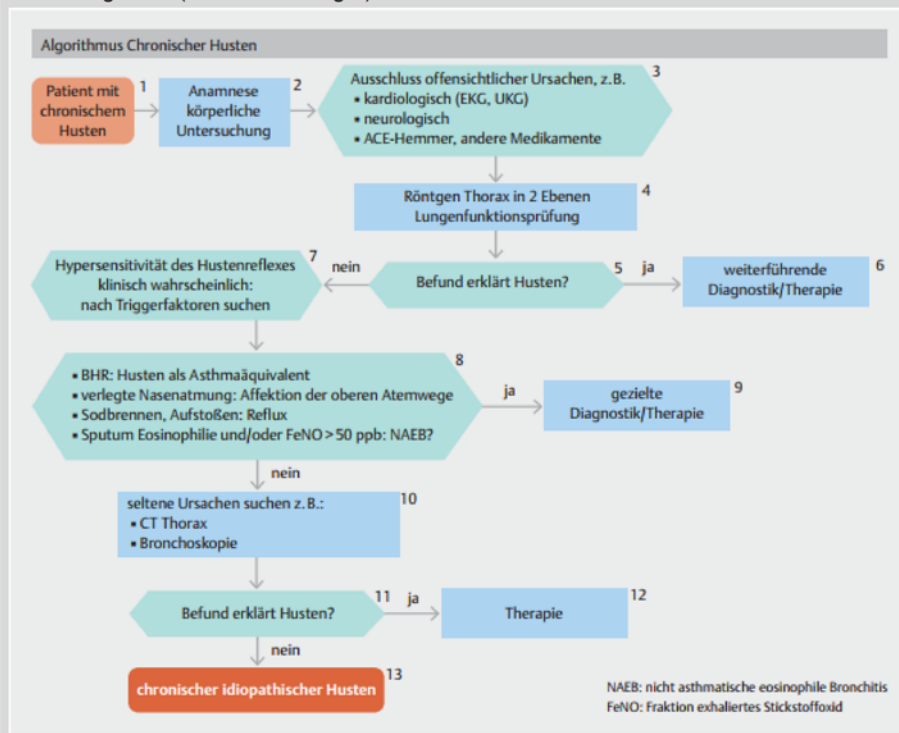 Algorithmus Chronischer Husten
Patient mit
chronischem
Husten
1
Anamnese
körperliche
Untersuchung
2
Ausschluss offensichtlicher Ursachen, z.B.
▪ kardiologisch (EKG, UKG)
▪ neurologisch
▪ ACE-Hemmer, andere Medikamente
3
Röntgen Thorax in 2 Ebenen
Lungenfunktionsprüfung
4
Befund erklärt Husten?
5
ja
weiterführende
Diagnostik/Therapie
6
nein
Hypersensitivität des Hustenreflexes
klinisch wahrscheinlich:
nach Triggerfaktoren suchen
7
▪ BHR: Husten als Asthmaäquivalent
▪ verlegte Nasenatmung: Affektion der oberen Atemwege
▪ Sodbrennen, Aufstoßen: Reflux
▪ Sputum Eosinophilie und/oder FeNO > 50 ppb: NAEB?
8
ja
gezielte
Diagnostik/Therapie
9
nein
seltene Ursachen suchen z.B.:
▪ CT Thorax
▪ Bronchoskopie
10
Befund erklärt Husten?
11
ja
Therapie
12
nein
chronischer idiopathischer Husten
13
NAEB: nicht asthmatische eosinophile Bronchitis
FeNO: Fraktion exhaliertes Stickstoffoxid